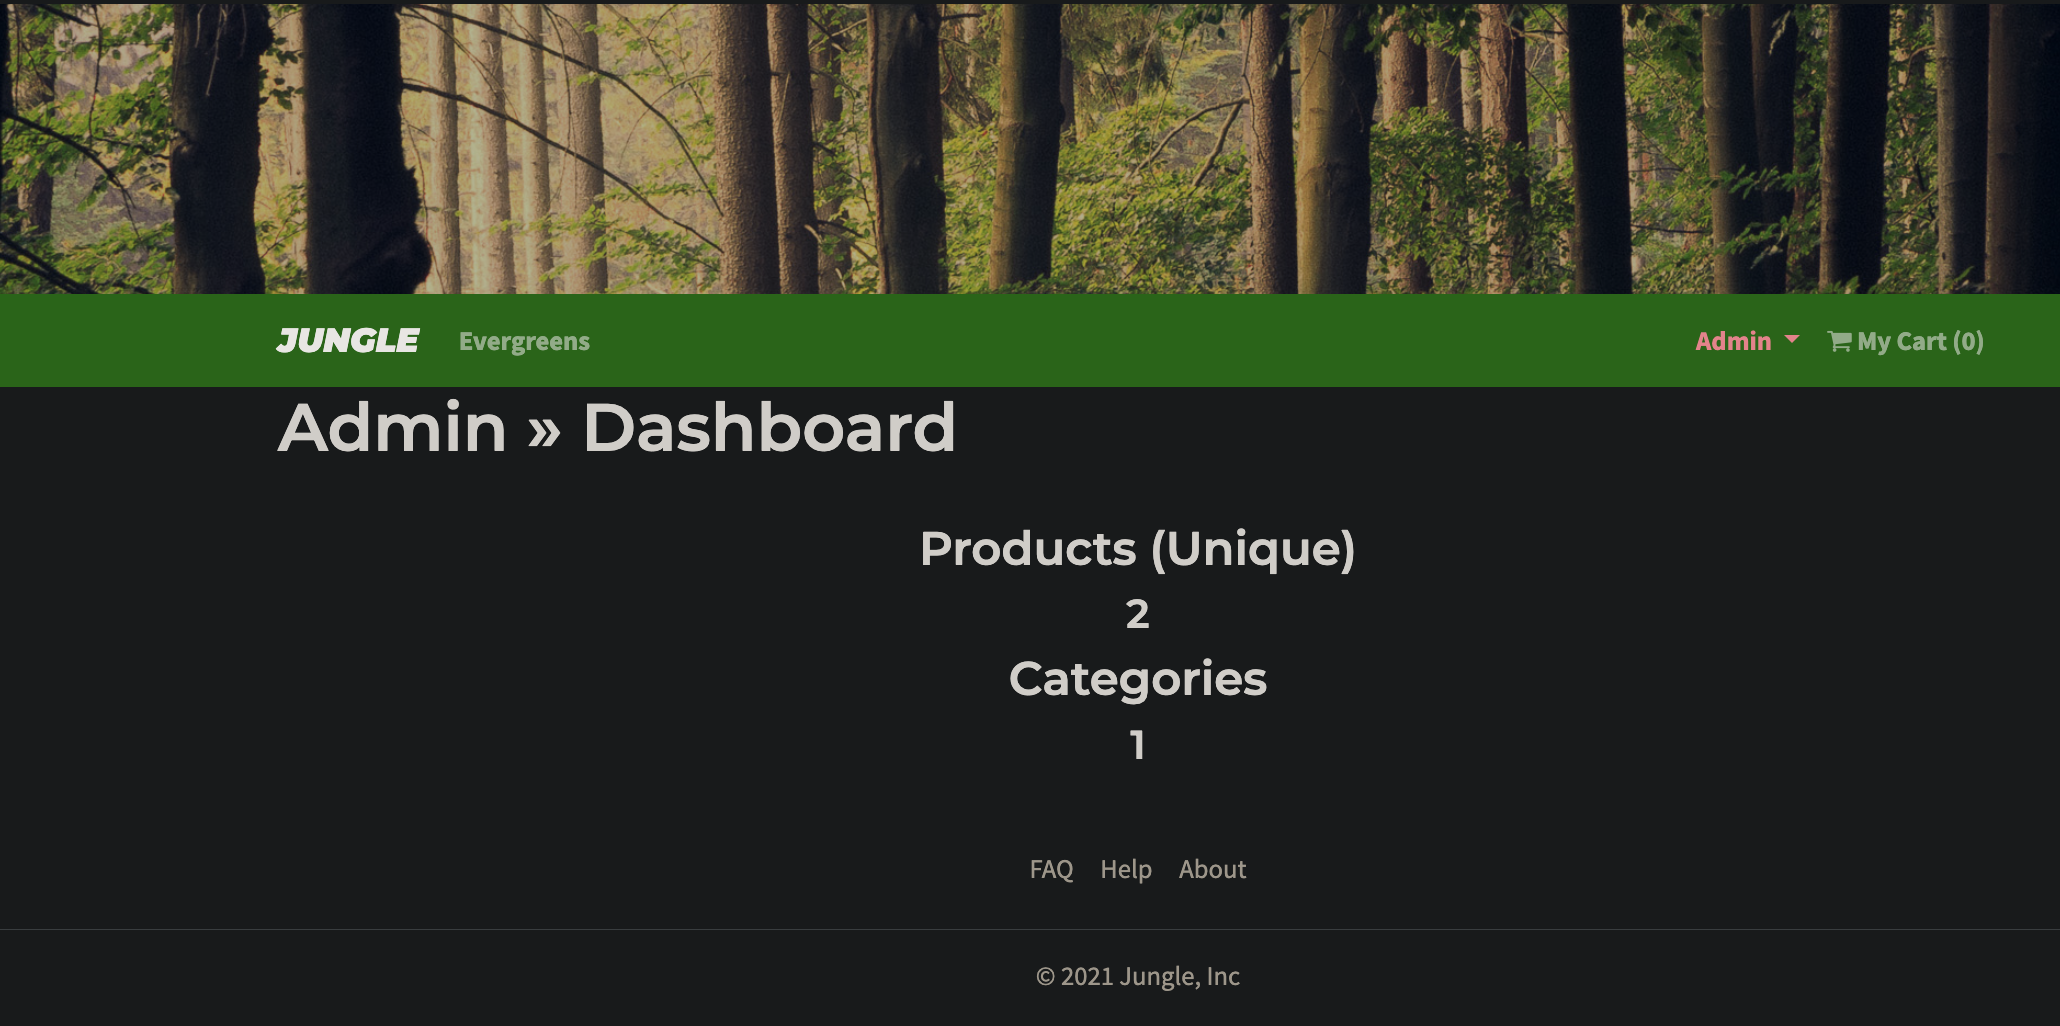 JUNGLE Evergreens Admin My Cart (0)
Admin » Dashboard
Products (Unique)
2
Categories
1
FAQ Help About
© 2021 Jungle, Inc